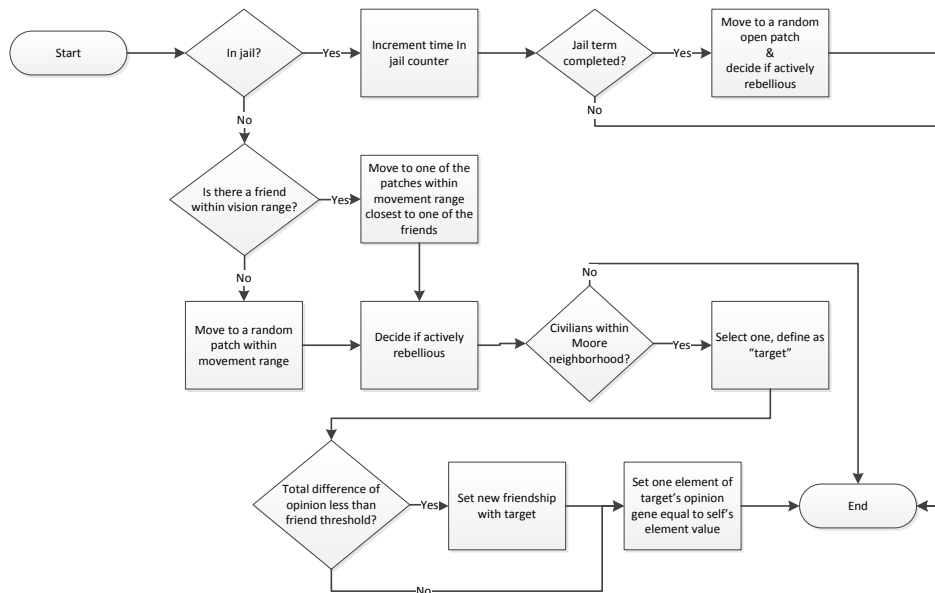 Start
In jail?
Yes
Increment time In
jail counter
Jail term
completed?
Yes
Move to a random
open patch
&
decide if actively
rebellious
No
No
Is there a friend
within vision range?
Yes
Move to one of the
patches within
movement range
closest to one of the
friends
No
Move to a random
patch within
movement range
Decide if actively
rebellious
No
Civilians within
Moore
neighborhood?
Yes
Select one, define as
“target”
Total difference of
opinion less than
friend threshold?
Yes
Set new friendship
with target
Set one element of
target’s opinion
gene equal to self’s
element value
End
No